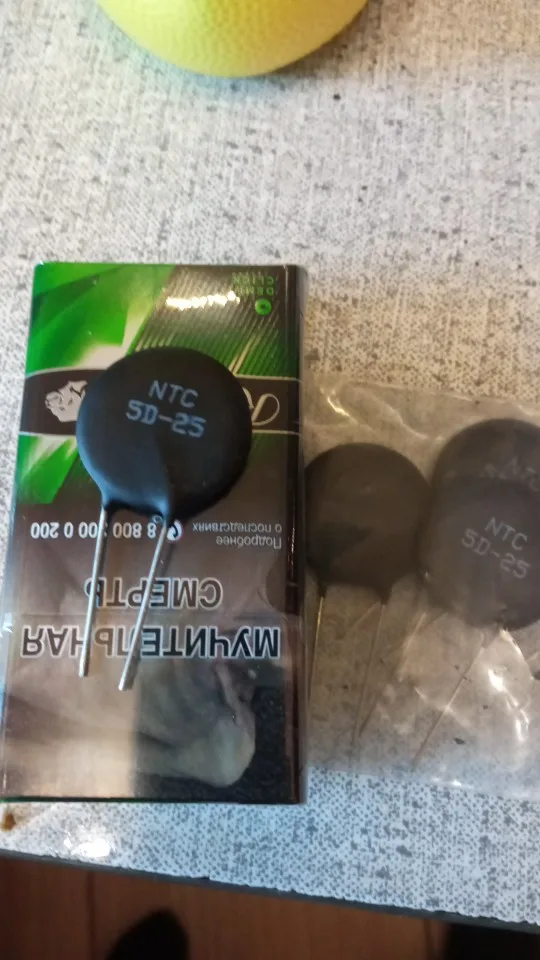 NTC
5D-25
NTC
5D-25
МУЧИТЕЛЬНАЯ
СМЕРТЬ
Подробнее
о последствиях
8 800 200 0 200